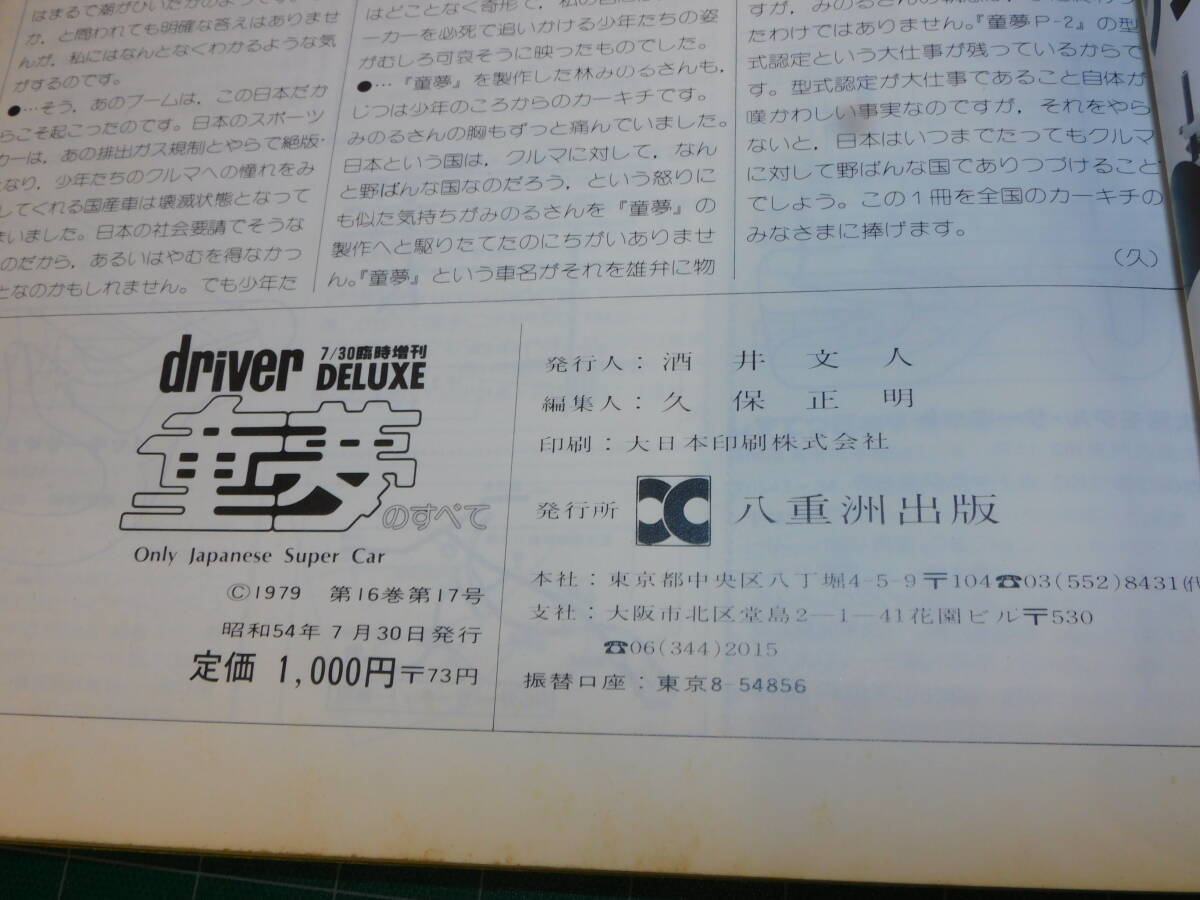 はまるで潮がひいたかのようです。
か，と問われても明確な答えはありませ
んが，私にはなんとなくわかるような気
がするのです。
●…そう，あのブームは，この日本だか
らこそ起こったのです。日本のスポーツ
カーは，あの排出ガス規制とやらで絶版・
となり，少年たちのクルマへの憧れをみ
してくれる国産車は壊滅状態となって
まいました。日本の社会要請でそうな
のだから，あるいはやむを得なかっ
となのかもしれません。でも少年た
はどことなく奇形で，私の
ーカーを必死で追いかける少年たちの姿
がむしろ可哀そうに映ったものでした。
●…『童夢』を製作した林みのるさんも，
じつは少年のころからのカーキチです。
みのるさんの胸もずっと痛んでいました。
日本という国は，クルマに対して，なん
と野ばんな国なのだろう，という怒りに
も似た気持ちがみのるさんを『童夢』の
製作へと駆りたてたのにちがいありませ
ん。『童夢』という車名がそれを雄弁に物
すが，みのるさんの
たわけではありません。『童夢P-2』の型
式認定という大仕事が残っているからで
す。型式認定が大仕事であること自体が
嘆かわしい事実なのですが，それをやら
ないと，日本はいつまでたってもクルマ
に対して野ばんな国でありつづけること
でしょう。この1冊を全国のカーキチの
みなさまに捧げます。
（久）
driver 7/30臨時増刊 DELUXE
童夢のすべて
Only Japanese Super Car
©1979 第16巻第17号
昭和54年7月30日発行
定価 1,000円〒73円
発行人：酒井文人
編集人：久保正明
印刷：大日本印刷株式会社
発行所 八重洲出版
本社：東京都中央区八丁堀4-5-9〒104☎03(552)8431(代
支社：大阪市北区堂島2-1-41花園ビル〒530
☎06(344)2015
振替口座：東京8-54856